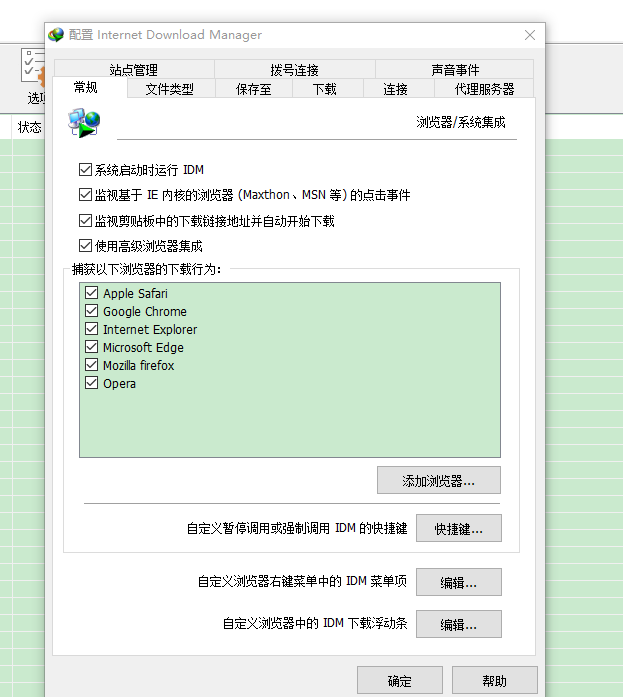 配置 Internet Download Manager
站点管理 拨号连接 声音事件
常规 文件类型 保存至 下载 连接 代理服务器
选项
状态
浏览器/系统集成
系统启动时运行 IDM
监视基于 IE 内核的浏览器 (Maxthon、MSN 等) 的点击事件
监视剪贴板中的下载链接地址并自动开始下载
使用高级浏览器集成
捕获以下浏览器的下载行为:
Apple Safari
Google Chrome
Internet Explorer
Microsoft Edge
Mozilla firefox
Opera
添加浏览器...
自定义暂停调用或强制调用 IDM 的快捷键 快捷键...
自定义浏览器右键菜单中的 IDM 菜单项 编辑...
自定义浏览器中的 IDM 下载浮动条 编辑...
确定 帮助